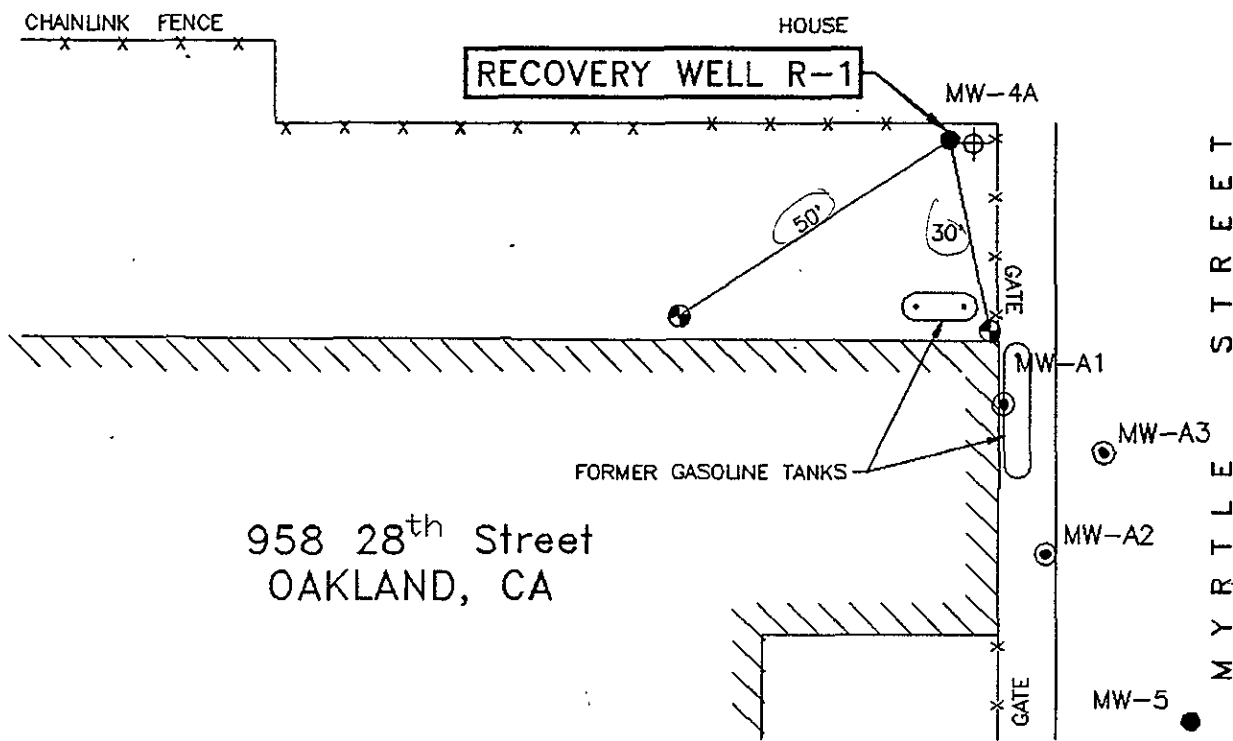 CHAINLINK FENCE
HOUSE
RECOVERY WELL R-1
MW-4A
50'
30'
GATE
MW-A1
MW-A3
FORMER GASOLINE TANKS
MW-A2
958 28th Street
OAKLAND, CA
MYRTLE STREET
GATE
MW-5